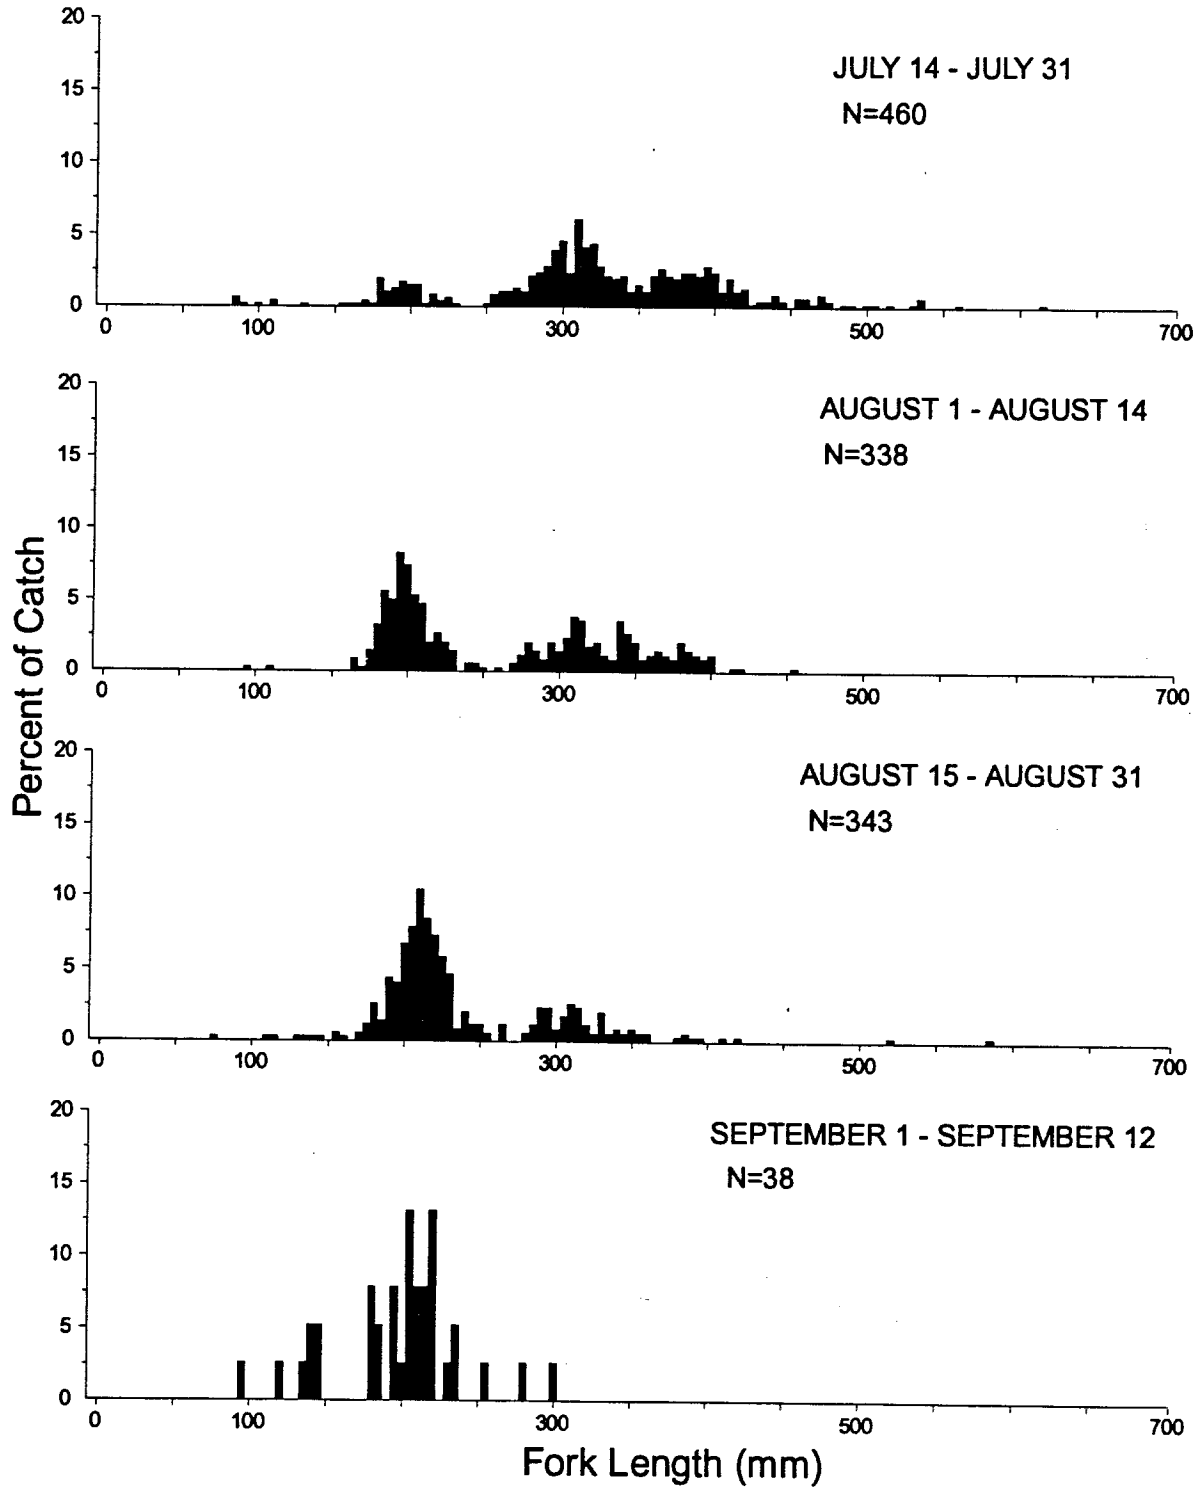 20
15
10
5
0
JULY 14 - JULY 31
N=460
0 100 300 500 700
20
15
10
5
0
AUGUST 1 - AUGUST 14
N=338
0 100 300 500 700
Percent of Catch
20
15
10
5
0
AUGUST 15 - AUGUST 31
N=343
0 100 300 500 700
20
15
10
5
0
SEPTEMBER 1 - SEPTEMBER 12
N=38
0 100 300 500 700
Fork Length (mm)